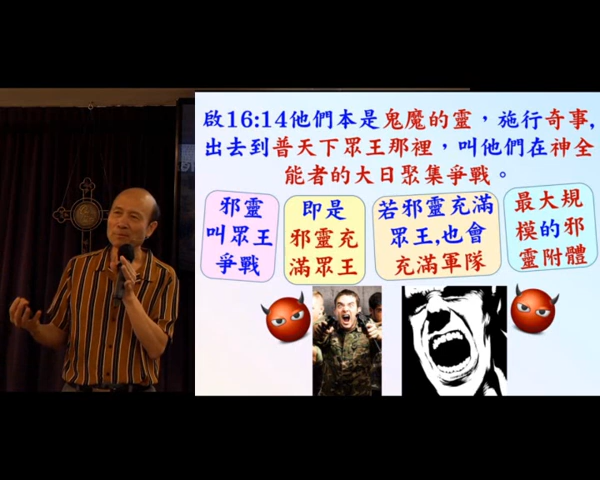 啟16:14他們本是鬼魔的靈，施行奇事,
出去到普天下眾王那裡，叫他們在神全
能者的大日聚集爭戰。
邪靈
叫眾王
爭戰
即是
邪靈充
滿眾王
若邪靈充滿
眾王,也會
充滿軍隊
最大規
模的邪
靈附體